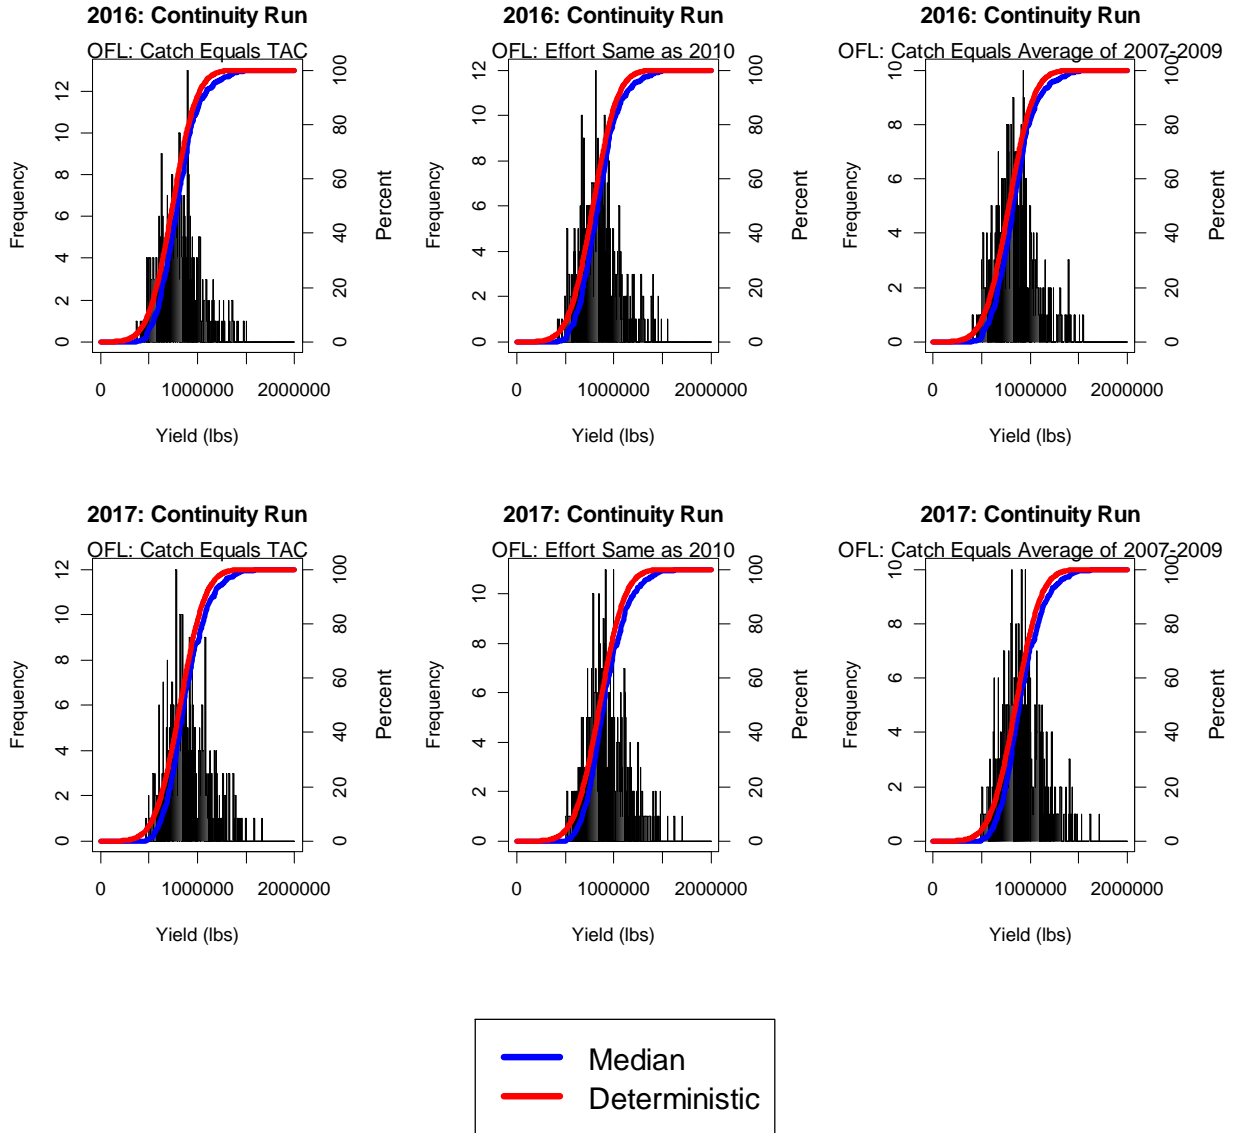 2016: Continuity Run
OFL: Catch Equals TAC
Frequency
0 2 4 6 8 10 12
0 20 40 60 80 100
Percent
0 1000000 2000000
Yield (lbs)
2016: Continuity Run
OFL: Effort Same as 2010
Frequency
0 2 4 6 8 10 12
0 20 40 60 80 100
Percent
0 1000000 2000000
Yield (lbs)
2016: Continuity Run
OFL: Catch Equals Average of 2007-2009
Frequency
0 2 4 6 8 10
0 20 40 60 80 100
Percent
0 1000000 2000000
Yield (lbs)
2017: Continuity Run
OFL: Catch Equals TAC
Frequency
0 2 4 6 8 10 12
0 20 40 60 80 100
Percent
0 1000000 2000000
Yield (lbs)
2017: Continuity Run
OFL: Effort Same as 2010
Frequency
0 2 4 6 8 10
0 20 40 60 80 100
Percent
0 1000000 2000000
Yield (lbs)
2017: Continuity Run
OFL: Catch Equals Average of 2007-2009
Frequency
0 2 4 6 8 10
0 20 40 60 80 100
Percent
0 1000000 2000000
Yield (lbs)
Median
Deterministic